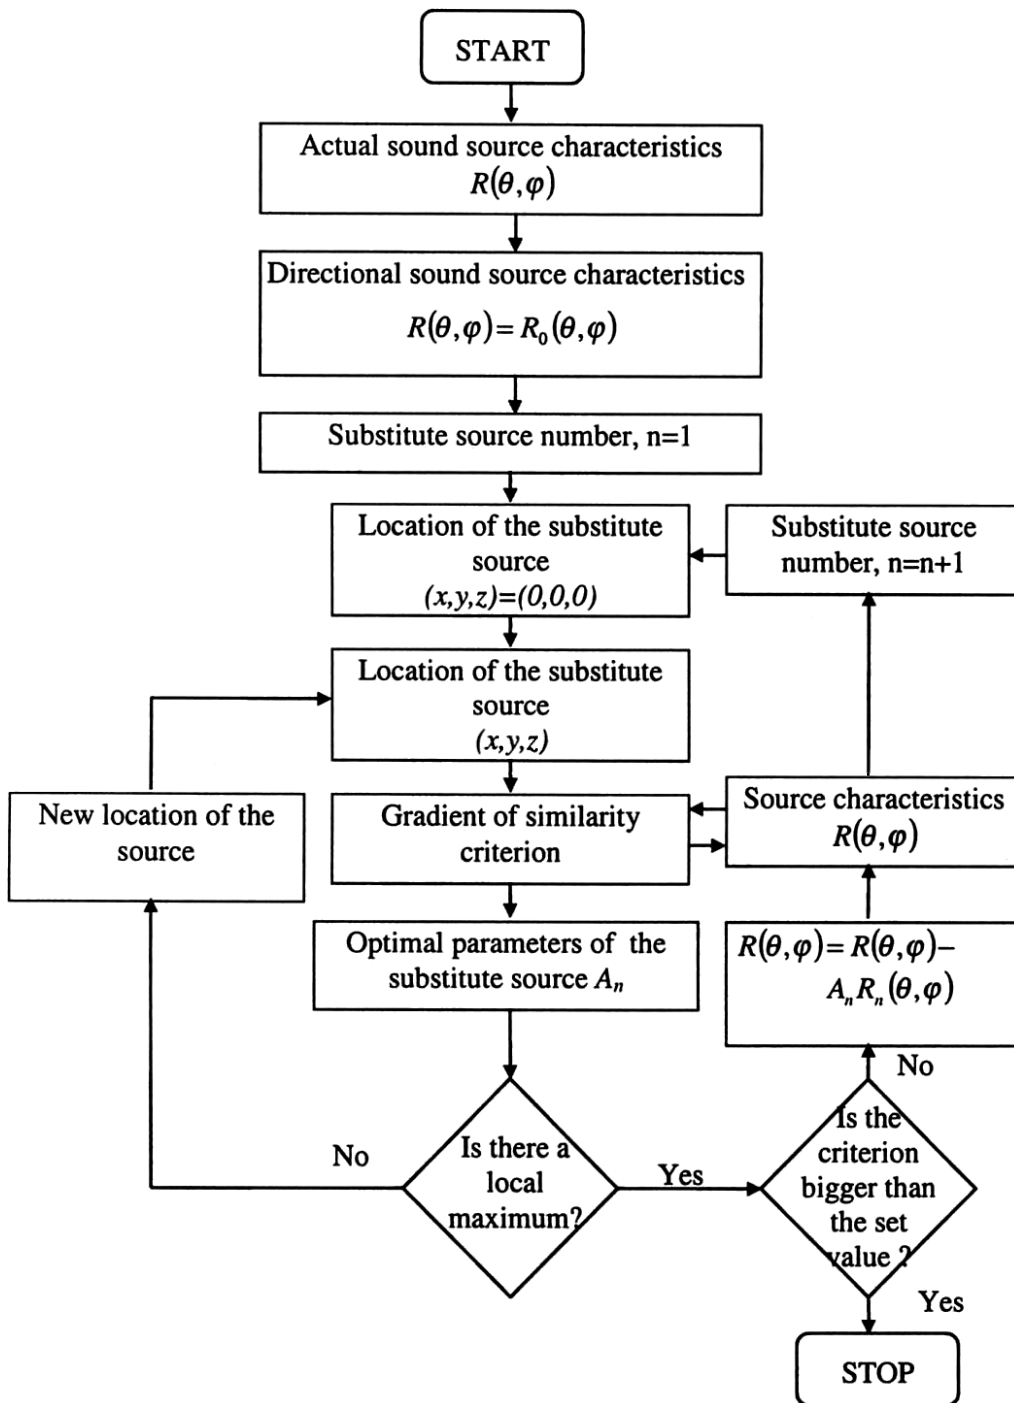 START
Actual sound source characteristics
R(θ,φ)
Directional sound source characteristics
R(θ,φ)=R₀(θ,φ)
Substitute source number, n=1
Location of the substitute
source
(x,y,z)=(0,0,0)
Substitute source
number, n=n+1
Location of the substitute
source
(x,y,z)
New location of the
source
Gradient of similarity
criterion
Source characteristics
R(θ,φ)
Optimal parameters of the
substitute source Aₙ
R(θ,φ)=R(θ,φ)−
AₙRₙ(θ,φ)
No
Is there a
local
maximum?
No
Yes
Is the
criterion
bigger than
the set
value ?
Yes
STOP